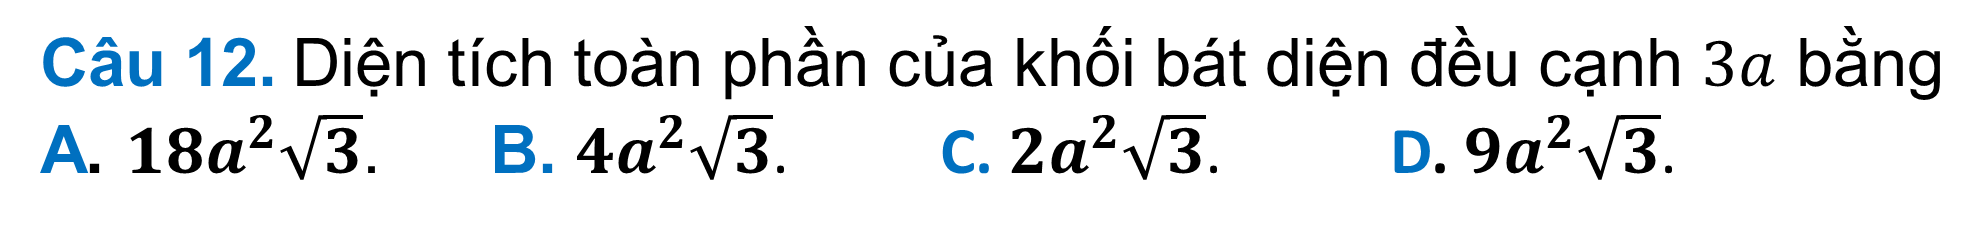 Câu 12. Diện tích toàn phần của khối bát diện đều cạnh 3a bằng
A. 18a²√3. B. 4a²√3. C. 2a²√3. D. 9a²√3.